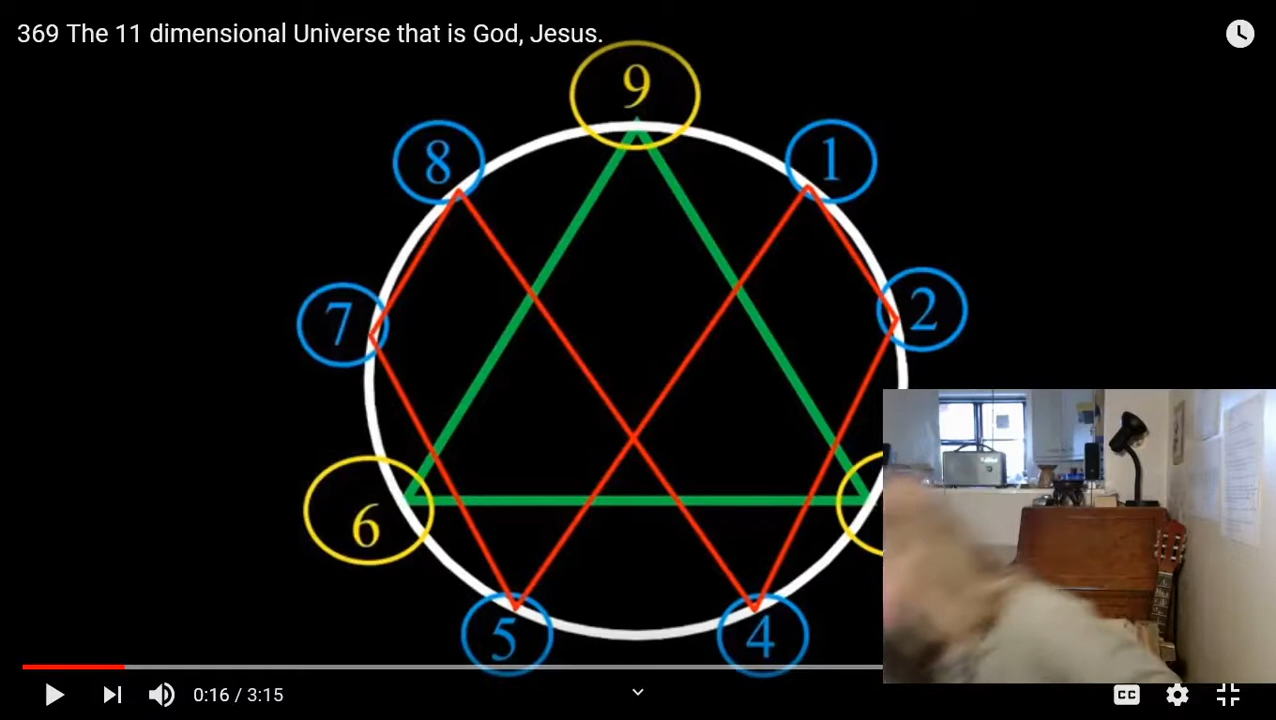 369 The 11 dimensional Universe that is God, Jesus.
9
8
1
7
2
6
5
4
0:16 / 3:15
CC